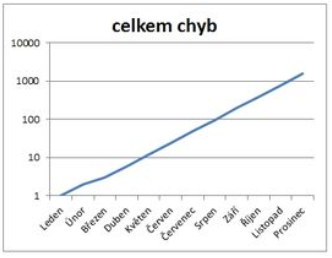 celkem chyb
10000
1000
100
10
1
Leden
Únor
Březen
Duben
Květen
Červen
Červenec
Srpen
Září
Říjen
Listopad
Prosinec